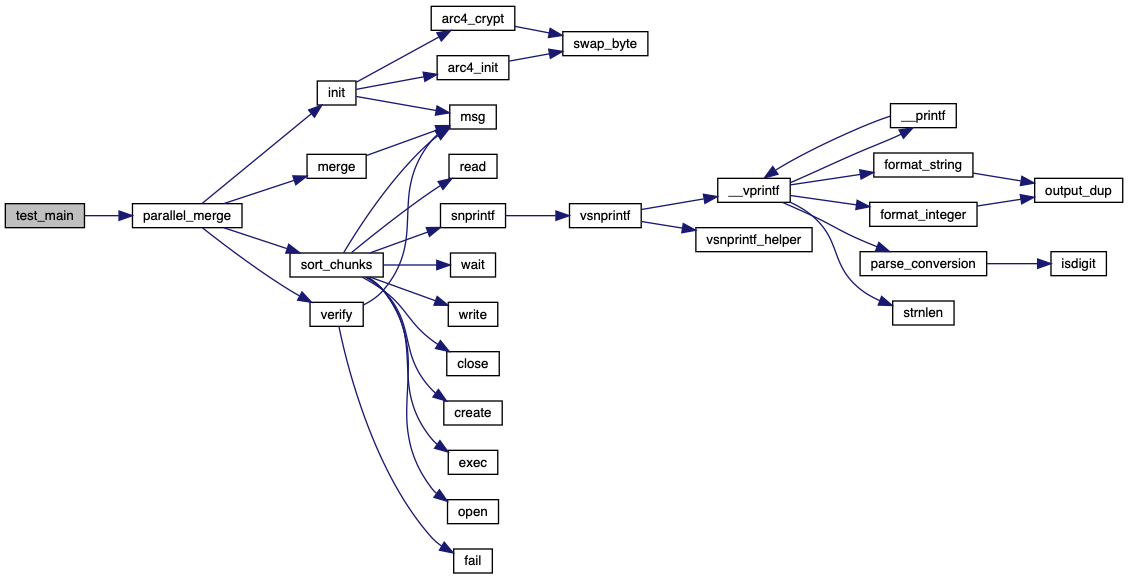 test_main
parallel_merge
init
merge
sort_chunks
verify
arc4_crypt
arc4_init
msg
read
snprintf
wait
write
close
create
exec
open
fail
swap_byte
vsnprintf
__vprintf
vsnprintf_helper
__printf
format_string
format_integer
parse_conversion
strnlen
output_dup
isdigit